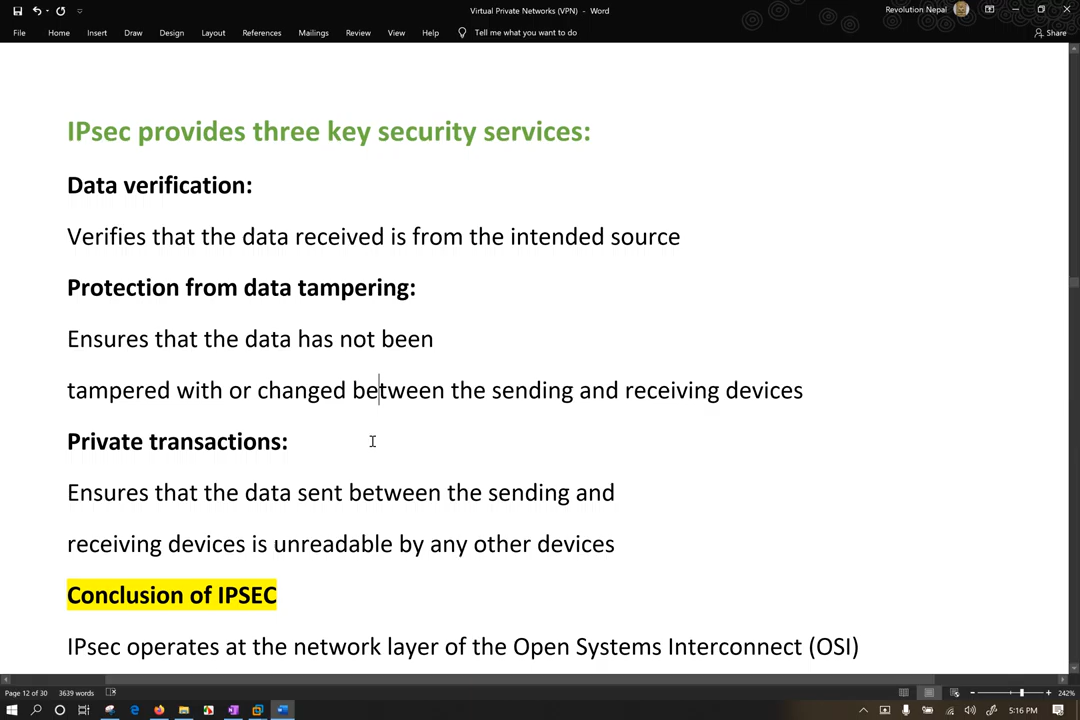 Virtual Private Networks (VPN) - Word
Revolution Nepal
File Home Insert Draw Design Layout References Mailings Review View Help Tell me what you want to do Share
IPsec provides three key security services:
Data verification:
Verifies that the data received is from the intended source
Protection from data tampering:
Ensures that the data has not been
tampered with or changed between the sending and receiving devices
Private transactions:
Ensures that the data sent between the sending and
receiving devices is unreadable by any other devices
Conclusion of IPSEC
IPsec operates at the network layer of the Open Systems Interconnect (OSI)
Page 12 of 30 3639 words 242%
5:16 PM